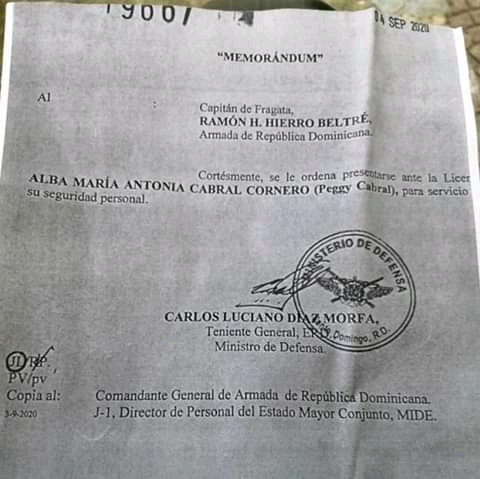 19667
04 SEP 2020
"MEMORÁNDUM"
Al :
Capitán de Fragata,
RAMÓN H. HIERRO BELTRÉ,
Armada de República Dominicana.
Cortésmente, se le ordena presentarse ante la Licen
ALBA MARÍA ANTONIA CABRAL CORNERO (Peggy Cabral), para servicio
su seguridad personal.
MINISTERIO DE DEFENSA
Sto. Domingo, R.D.
CARLOS LUCIANO DÍAZ MORFA,
Teniente General, ERD.
Ministro de Defensa.
J1/RP.
PV/pv
Copia al: Comandante General de Armada de República Dominicana.
3-9-2020 J-1, Director de Personal del Estado Mayor Conjunto, MIDE.